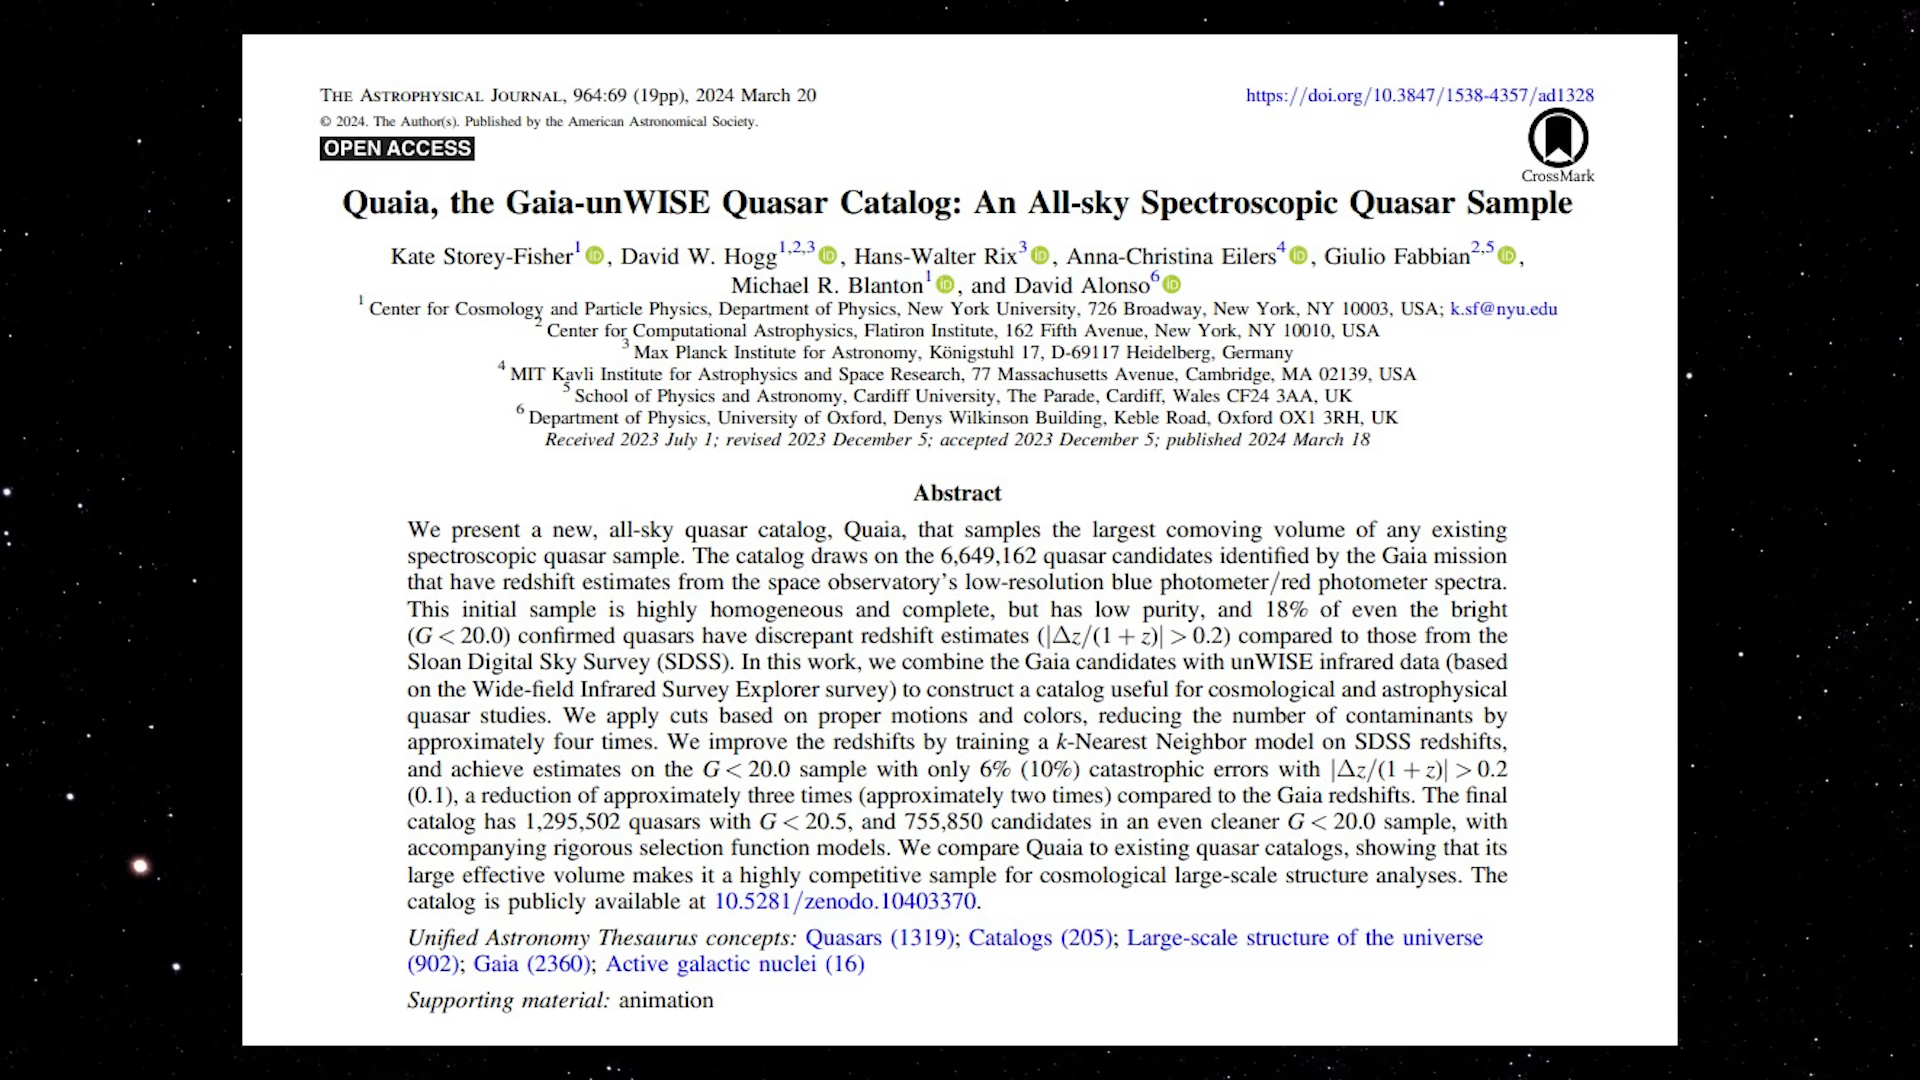 THE ASTROPHYSICAL JOURNAL, 964:69 (19pp), 2024 March 20
https://doi.org/10.3847/1538-4357/ad1328
© 2024. The Author(s). Published by the American Astronomical Society.
OPEN ACCESS
CrossMark
Quaia, the Gaia-unWISE Quasar Catalog: An All-sky Spectroscopic Quasar Sample
Kate Storey-Fisher1 iD, David W. Hogg1,2,3 iD, Hans-Walter Rix3 iD, Anna-Christina Eilers4 iD, Giulio Fabbian2,5 iD,
Michael R. Blanton1 iD, and David Alonso6 iD
1 Center for Cosmology and Particle Physics, Department of Physics, New York University, 726 Broadway, New York, NY 10003, USA; k.sf@nyu.edu
2 Center for Computational Astrophysics, Flatiron Institute, 162 Fifth Avenue, New York, NY 10010, USA
3 Max Planck Institute for Astronomy, Königstuhl 17, D-69117 Heidelberg, Germany
4 MIT Kavli Institute for Astrophysics and Space Research, 77 Massachusetts Avenue, Cambridge, MA 02139, USA
5 School of Physics and Astronomy, Cardiff University, The Parade, Cardiff, Wales CF24 3AA, UK
6 Department of Physics, University of Oxford, Denys Wilkinson Building, Keble Road, Oxford OX1 3RH, UK
Received 2023 July 1; revised 2023 December 5; accepted 2023 December 5; published 2024 March 18
Abstract
We present a new, all-sky quasar catalog, Quaia, that samples the largest comoving volume of any existing
spectroscopic quasar sample. The catalog draws on the 6,649,162 quasar candidates identified by the Gaia mission
that have redshift estimates from the space observatory's low-resolution blue photometer/red photometer spectra.
This initial sample is highly homogeneous and complete, but has low purity, and 18% of even the bright
(G < 20.0) confirmed quasars have discrepant redshift estimates (|Δz/(1 + z)| > 0.2) compared to those from the
Sloan Digital Sky Survey (SDSS). In this work, we combine the Gaia candidates with unWISE infrared data (based
on the Wide-field Infrared Survey Explorer survey) to construct a catalog useful for cosmological and astrophysical
quasar studies. We apply cuts based on proper motions and colors, reducing the number of contaminants by
approximately four times. We improve the redshifts by training a k-Nearest Neighbor model on SDSS redshifts,
and achieve estimates on the G < 20.0 sample with only 6% (10%) catastrophic errors with |Δz/(1 + z)| > 0.2
(0.1), a reduction of approximately three times (approximately two times) compared to the Gaia redshifts. The final
catalog has 1,295,502 quasars with G < 20.5, and 755,850 candidates in an even cleaner G < 20.0 sample, with
accompanying rigorous selection function models. We compare Quaia to existing quasar catalogs, showing that its
large effective volume makes it a highly competitive sample for cosmological large-scale structure analyses. The
catalog is publicly available at 10.5281/zenodo.10403370.
Unified Astronomy Thesaurus concepts: Quasars (1319); Catalogs (205); Large-scale structure of the universe
(902); Gaia (2360); Active galactic nuclei (16)
Supporting material: animation